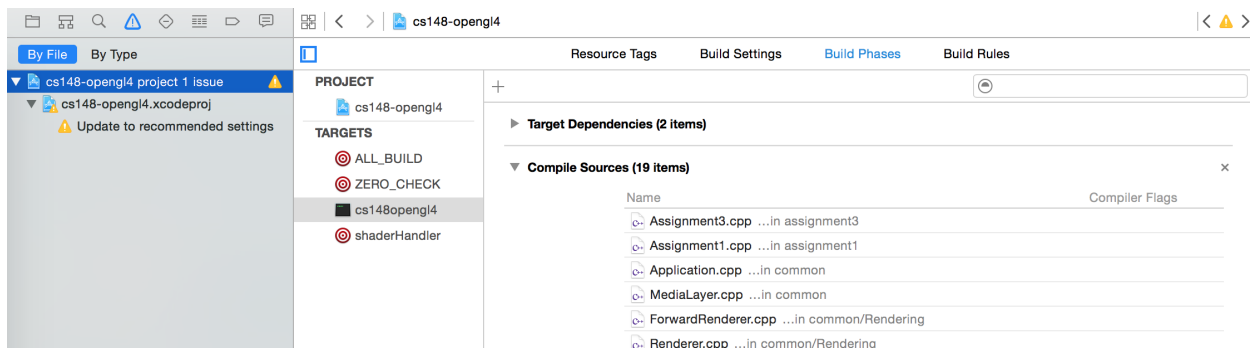 cs148-opengl4
By File By Type
Resource Tags Build Settings Build Phases Build Rules
cs148-opengl4 project 1 issue
cs148-opengl4.xcodeproj
Update to recommended settings
PROJECT
cs148-opengl4
TARGETS
ALL_BUILD
ZERO_CHECK
cs148opengl4
shaderHandler
Target Dependencies (2 items)
Compile Sources (19 items)
Name Compiler Flags
Assignment3.cpp ...in assignment3
Assignment1.cpp ...in assignment1
Application.cpp ...in common
MediaLayer.cpp ...in common
ForwardRenderer.cpp ...in common/Rendering
Renderer.cpp ...in common/Rendering